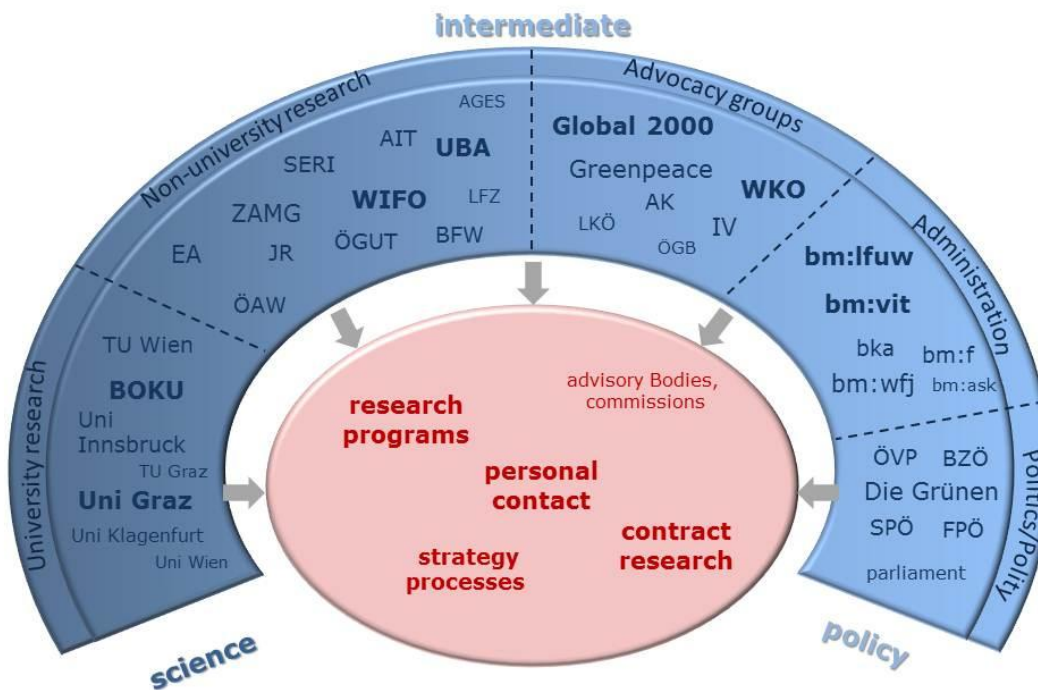 intermediate
Non-university research
AGES
AIT
UBA
SERI
WIFO
LFZ
ZAMG
ÖGUT
BFW
EA
JR
ÖAW
Advocacy groups
Global 2000
Greenpeace
WKO
AK
LKÖ
IV
ÖGB
Administration
bm:lfuw
bm:vit
bka
bm:f
bm:wfj
bm:ask
University research
TU Wien
BOKU
Uni
Innsbruck
TU Graz
Uni Graz
Uni Klagenfurt
Uni Wien
advisory Bodies,
commissions
research
programs
personal
contact
contract
research
strategy
processes
Politics/Polity
ÖVP
BZÖ
Die Grünen
SPÖ
FPÖ
parliament
science
policy